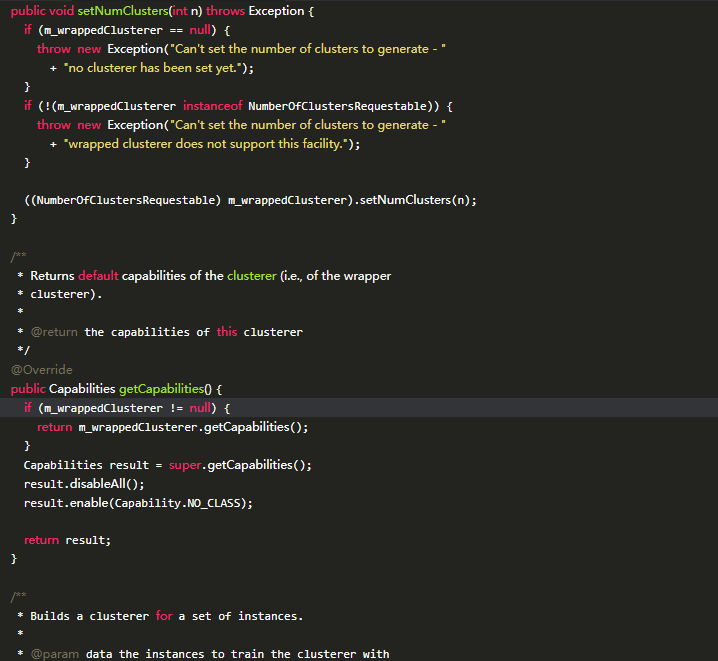 public void setNumClusters(int n) throws Exception {
if (m_wrappedClusterer == null) {
throw new Exception("Can't set the number of clusters to generate - "
+ "no clusterer has been set yet.");
}
if (!(m_wrappedClusterer instanceof NumberOfClustersRequestable)) {
throw new Exception("Can't set the number of clusters to generate - "
+ "wrapped clusterer does not support this facility.");
}
((NumberOfClustersRequestable) m_wrappedClusterer).setNumClusters(n);
}
/**
* Returns default capabilities of the clusterer (i.e., of the wrapper
* clusterer).
*
* @return the capabilities of this clusterer
*/
@Override
public Capabilities getCapabilities() {
if (m_wrappedClusterer != null) {
return m_wrappedClusterer.getCapabilities();
}
Capabilities result = super.getCapabilities();
result.disableAll();
result.enable(Capability.NO_CLASS);
return result;
}
/**
* Builds a clusterer for a set of instances.
*
* @param data the instances to train the clusterer with